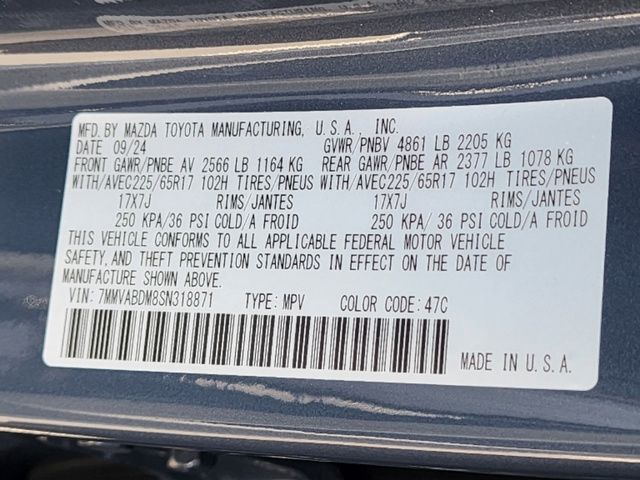 MFD. BY MAZDA TOYOTA MANUFACTURING, U.S.A., INC.
DATE 09/24 GVWR/PNBV 4861 LB 2205 KG
FRONT GAWR/PNBE AV 2566 LB 1164 KG REAR GAWR/PNBE AR 2377 LB 1078 KG
WITH/AVEC225/65R17 102H TIRES/PNEUS WITH/AVEC225/65R17 102H TIRES/PNEUS
17X7J RIMS/JANTES 17X7J RIMS/JANTES
250 KPA/36 PSI COLD/A FROID 250 KPA/ 36 PSI COLD/A FROID
THIS VEHICLE CONFORMS TO ALL APPLICABLE FEDERAL MOTOR VEHICLE
SAFETY, AND THEFT PREVENTION STANDARDS IN EFFECT ON THE DATE OF
MANUFACTURE SHOWN ABOVE.
VIN: 7MMVABDM8SN318871 TYPE: MPV COLOR CODE: 47C
MADE IN U.S.A.